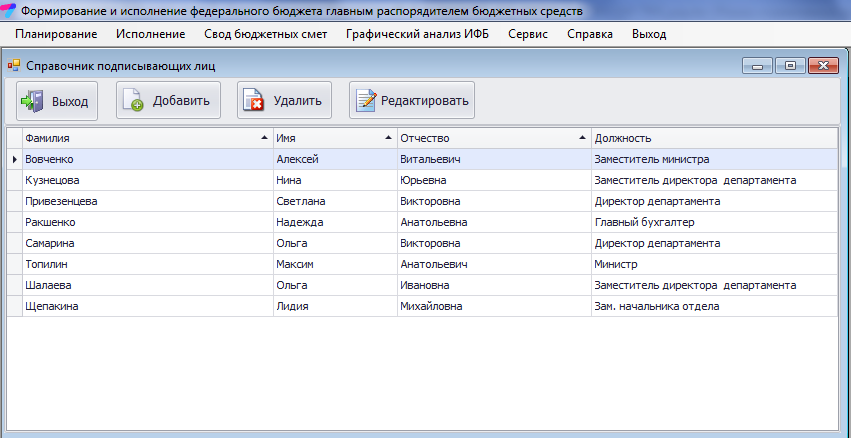 Формирование и исполнение федерального бюджета главным распорядителем бюджетных средств
Планирование Исполнение Свод бюджетных смет Графический анализ ИФБ Сервис Справка Выход
Справочник подписывающих лиц
Выход Добавить Удалить Редактировать
Фамилия Имя Отчество Должность
Вовченко Алексей Витальевич Заместитель министра
Кузнецова Нина Юрьевна Заместитель директора департамента
Привезенцева Светлана Викторовна Директор департамента
Ракшенко Надежда Анатольевна Главный бухгалтер
Самарина Ольга Викторовна Директор департамента
Топилин Максим Анатольевич Министр
Шалаева Ольга Ивановна Заместитель директора департамента
Щепакина Лидия Михайловна Зам. начальника отдела